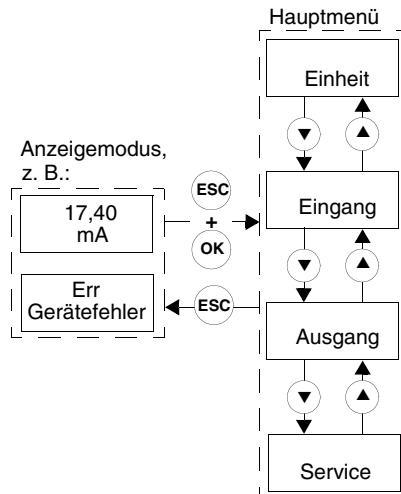 Hauptmenü
Einheit
Anzeigemodus,
z. B.:
17,40
mA
ESC
+
OK
Eingang
Err
Gerätefehler
ESC
Ausgang
Service